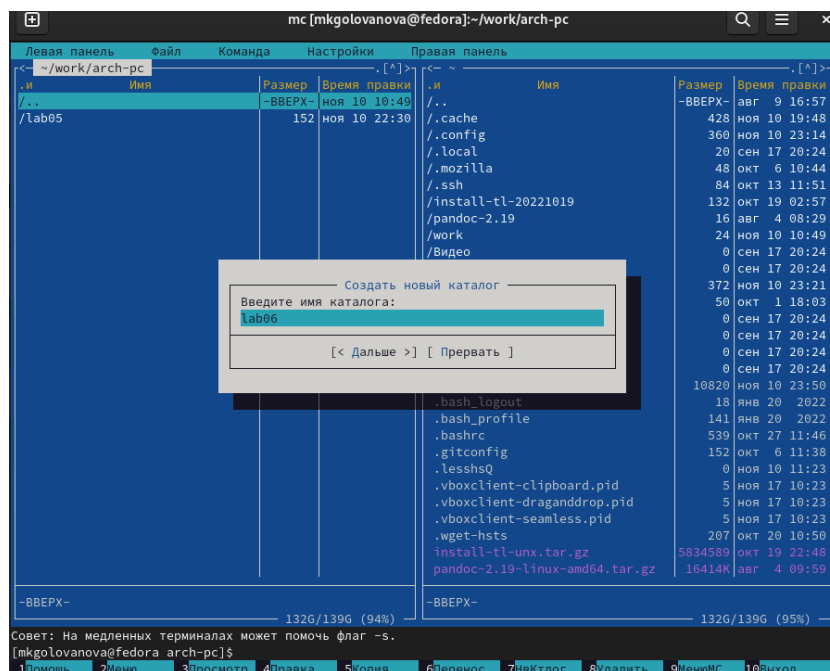 mc [mkgolovanova@fedora]:~/work/arch-pc
Левая панель Файл Команда Настройки Правая панель
<— ~/work/arch-pc .[^]> <— ~ .[^]>
.и Имя Размер Время правки .и Имя Размер Время правки
/.. -ВВЕРХ- ноя 10 10:49 /.. -ВВЕРХ- авг 9 16:57
/lab05 152 ноя 10 22:30 /.cache 428 ноя 10 19:48
/.config 360 ноя 10 23:14
/.local 20 сен 17 20:24
/.mozilla 48 окт 6 10:44
/.ssh 84 окт 13 11:51
/install-tl-20221019 132 окт 19 02:57
/pandoc-2.19 16 авг 4 08:29
/work 24 ноя 10 10:49
/Видео 0 сен 17 20:24
0 сен 17 20:24
Создать новый каталог 372 ноя 10 23:21
Введите имя каталога: 50 окт 1 18:03
lab06 0 сен 17 20:24
0 сен 17 20:24
[< Дальше >] [ Прервать ] 0 сен 17 20:24
0 сен 17 20:24
10820 ноя 10 23:50
.bash_logout 18 янв 20 2022
.bash_profile 141 янв 20 2022
.bashrc 539 окт 27 11:46
.gitconfig 152 окт 6 11:38
.lesshsQ 0 ноя 10 11:23
.vboxclient-clipboard.pid 5 ноя 17 10:23
.vboxclient-draganddrop.pid 5 ноя 17 10:23
.vboxclient-seamless.pid 5 ноя 17 10:23
.wget-hsts 207 окт 20 10:50
install-tl-unx.tar.gz 5834589 окт 19 22:48
pandoc-2.19-linux-amd64.tar.gz 16414K авг 4 09:59
-ВВЕРХ- -ВВЕРХ-
132G/139G (94%) 132G/139G (95%)
Совет: На медленных терминалах может помочь флаг -s.
[mkgolovanova@fedora arch-pc]$
1Помощь 2Меню 3Просмотр 4Правка 5Копия 6Перенос 7НвКтлог 8Удалить 9МенюМС 10Выход